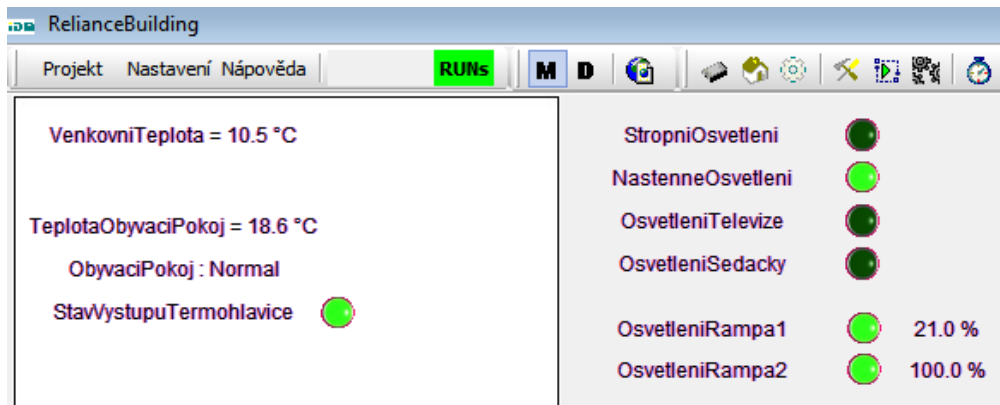 RelianceBuilding
Projekt Nastavení Nápověda RUNs M D
VenkovniTeplota = 10.5 °C
TeplotaObyvaciPokoj = 18.6 °C
ObyvaciPokoj : Normal
StavVystupuTermohlavice
StropniOsvetleni
NastenneOsvetleni
OsvetleniTelevize
OsvetleniSedacky
OsvetleniRampa1 21.0 %
OsvetleniRampa2 100.0 %